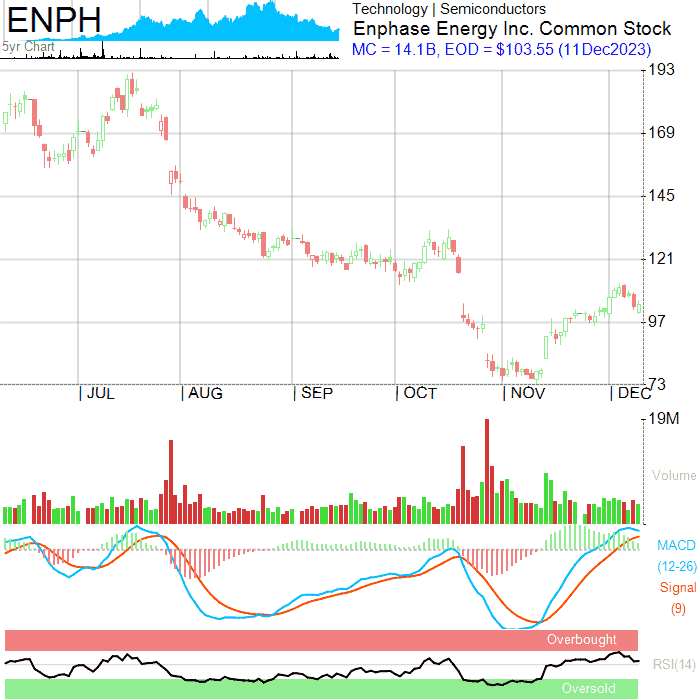 ENPH
5yr Chart
Technology | Semiconductors
Enphase Energy Inc. Common Stock
MC = 14.1B, EOD = $103.55 (11Dec2023)
193
169
145
121
97
73
JUL
AUG
SEP
OCT
NOV
DEC
19M
Volume
MACD
(12-26)
Signal
(9)
Overbought
RSI(14)
Oversold